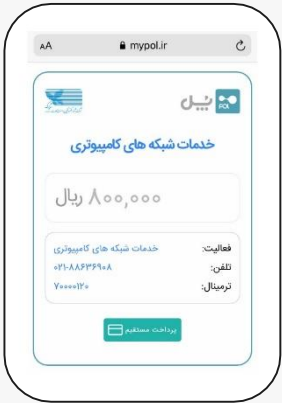 AA mypol.ir
پل POL
خدمات شبکه های کامپیوتری
۸۰۰,۰۰۰ ریال
فعالیت: خدمات شبکه های کامپیوتری
تلفن: ۰۲۱-۸۸۶۳۶۹۰۸
ترمینال: ۷۰۰۰۰۱۲۰
پرداخت مستقیم